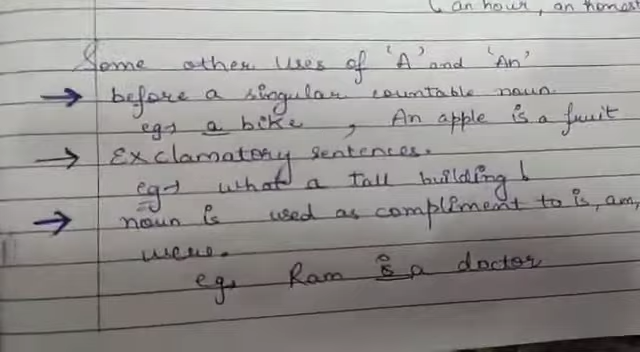 ( an hour, an honest
Some other uses of 'A' and 'An'
→ before a singular countable noun.
eg→ a bike , An apple is a fruit
→ Exclamatory sentences.
eg→ what a tall building !
→ noun is used as compliment to is, am,
were.
eg. Ram is a doctor